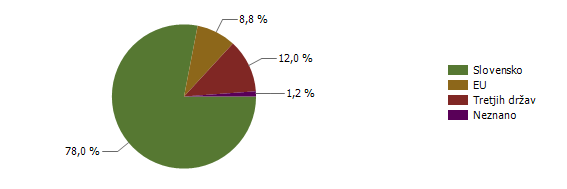 8,8 %
12,0 %
1,2 %
78,0 %
Slovensko
EU
Tretjih držav
Neznano